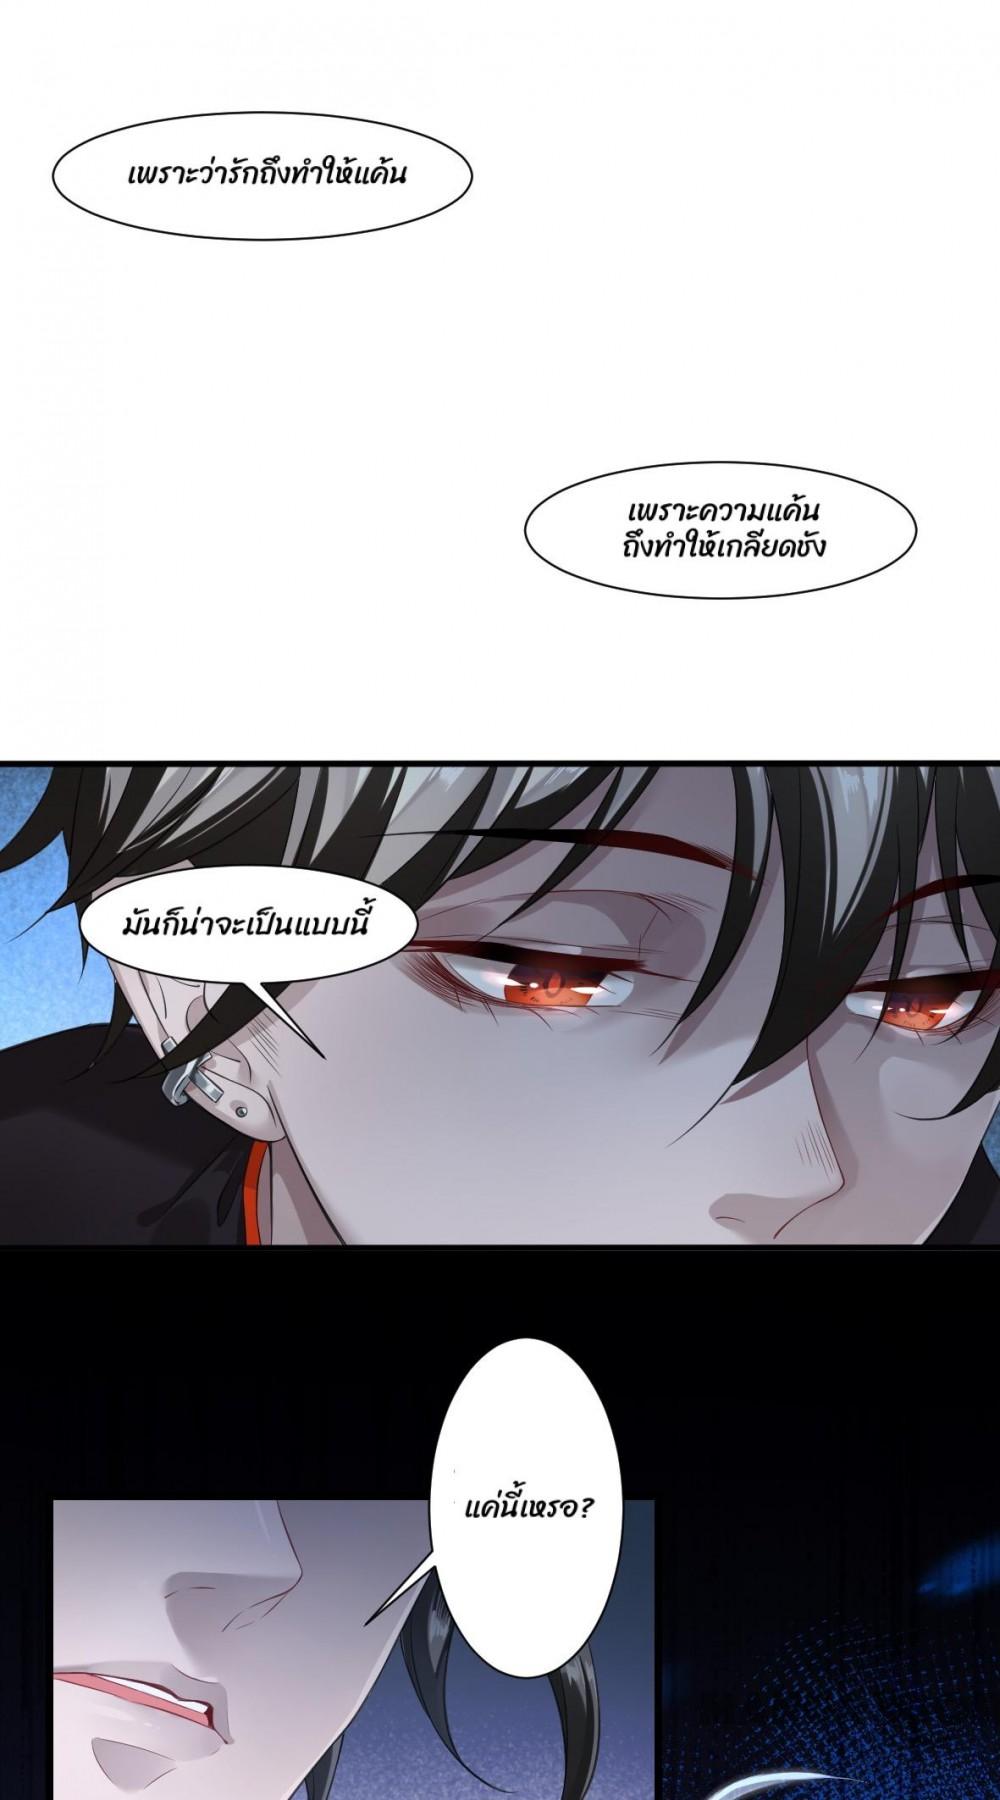 เพราะว่ารักถึงทำให้แค้น
เพราะความแค้น
ถึงทำให้เกลียดชัง
มันก็น่าจะเป็นแบบนี้
แค่นี้เหรอ?